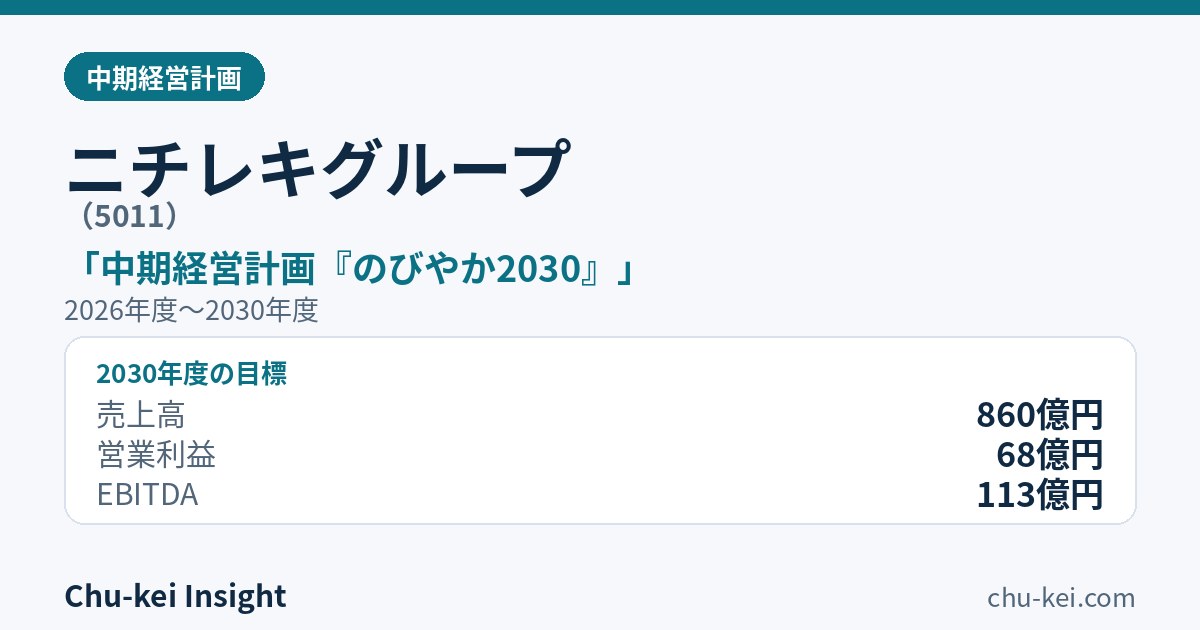 中期経営計画
ニチレキグループ
（5011）
「中期経営計画『のびやか2030』」
2026年度～2030年度
2030年度の目標
売上高 860億円
営業利益 68億円
EBITDA 113億円
Chu-kei Insight chu-kei.com